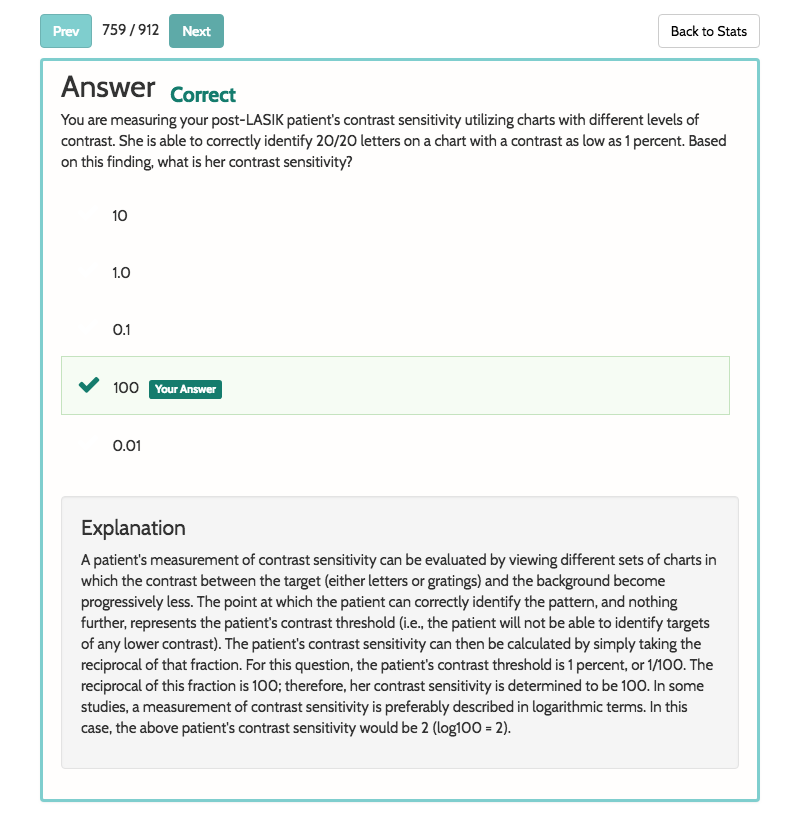 Prev 759 / 912 Next Back to Stats
Answer Correct
You are measuring your post-LASIK patient's contrast sensitivity utilizing charts with different levels of
contrast. She is able to correctly identify 20/20 letters on a chart with a contrast as low as 1 percent. Based
on this finding, what is her contrast sensitivity?
10
1.0
0.1
100 Your Answer
0.01
Explanation
A patient's measurement of contrast sensitivity can be evaluated by viewing different sets of charts in
which the contrast between the target (either letters or gratings) and the background become
progressively less. The point at which the patient can correctly identify the pattern, and nothing
further, represents the patient's contrast threshold (i.e., the patient will not be able to identify targets
of any lower contrast). The patient's contrast sensitivity can then be calculated by simply taking the
reciprocal of that fraction. For this question, the patient's contrast threshold is 1 percent, or 1/100. The
reciprocal of this fraction is 100; therefore, her contrast sensitivity is determined to be 100. In some
studies, a measurement of contrast sensitivity is preferably described in logarithmic terms. In this
case, the above patient's contrast sensitivity would be 2 (log100 = 2).